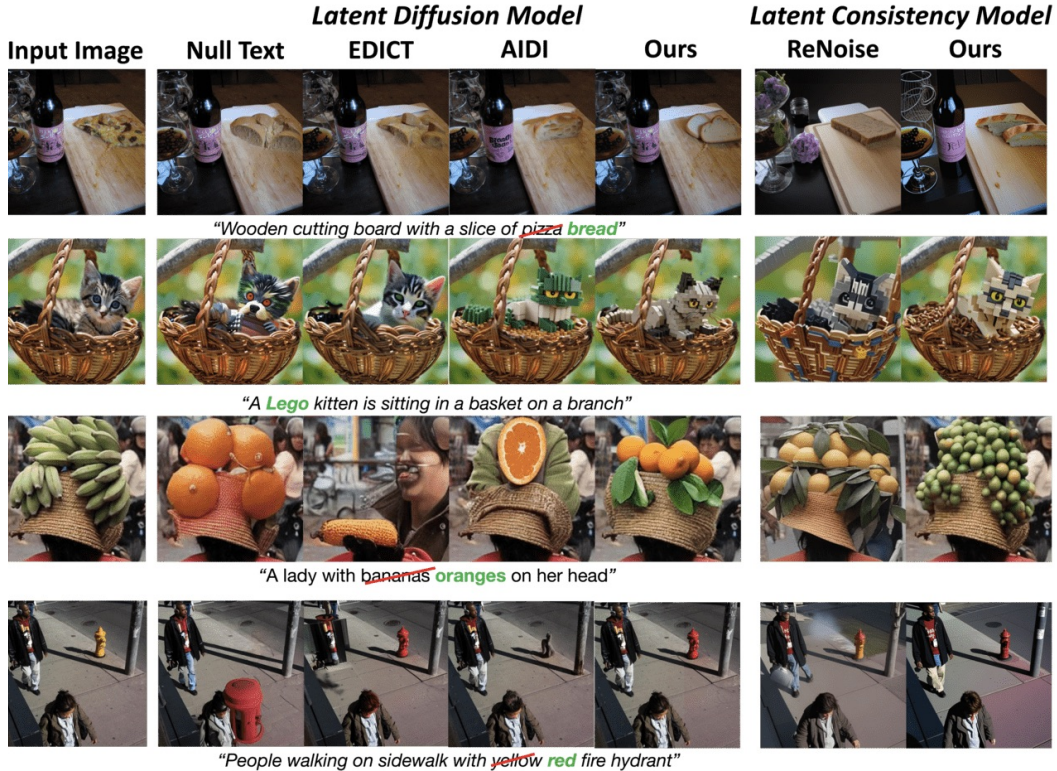 Latent Diffusion Model Latent Consistency Model
Input Image Null Text EDICT AIDI Ours ReNoise Ours
“Wooden cutting board with a slice of pizza bread”
“A Lego kitten is sitting in a basket on a branch”
“A lady with bananas oranges on her head”
“People walking on sidewalk with yellow red fire hydrant”